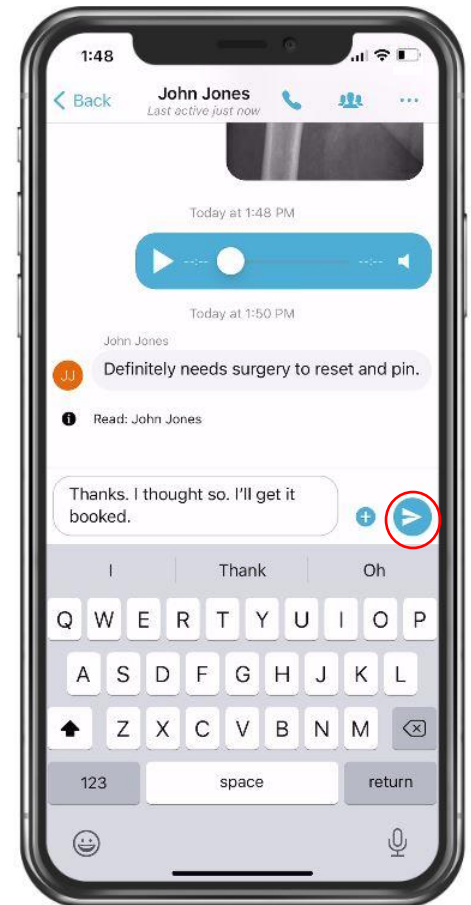 1:48
Back
John Jones
Last active just now
...
Today at 1:48 PM
--:-- --:--
Today at 1:50 PM
John Jones
JJ
Definitely needs surgery to reset and pin.
i Read: John Jones
Thanks. I thought so. I'll get it
booked.
+
I Thank Oh
Q W E R T Y U I O P
A S D F G H J K L
Z X C V B N M
123 space return